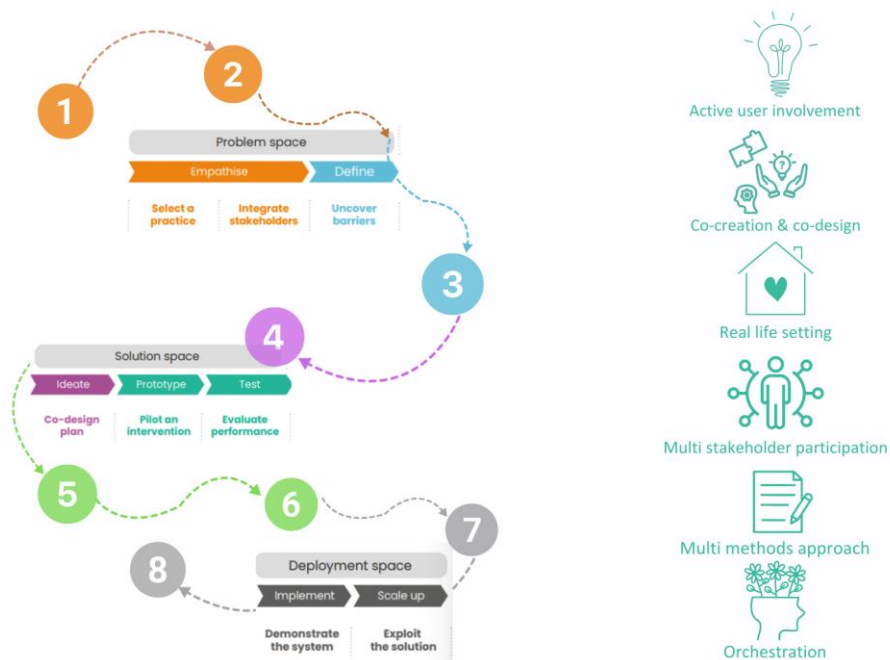 1
2
Problem space
Empathise
Define
Select a
practice
Integrate
stakeholders
Uncover
barriers
3
4
Solution space
Ideate
Prototype
Test
Co-design
plan
Pilot an
intervention
Evaluate
performance
5
6
7
8
Deployment space
Implement
Scale up
Demonstrate
the system
Exploit
the solution
Active user involvement
?
Co-creation & co-design
Real life setting
Multi stakeholder participation
Multi methods approach
Orchestration